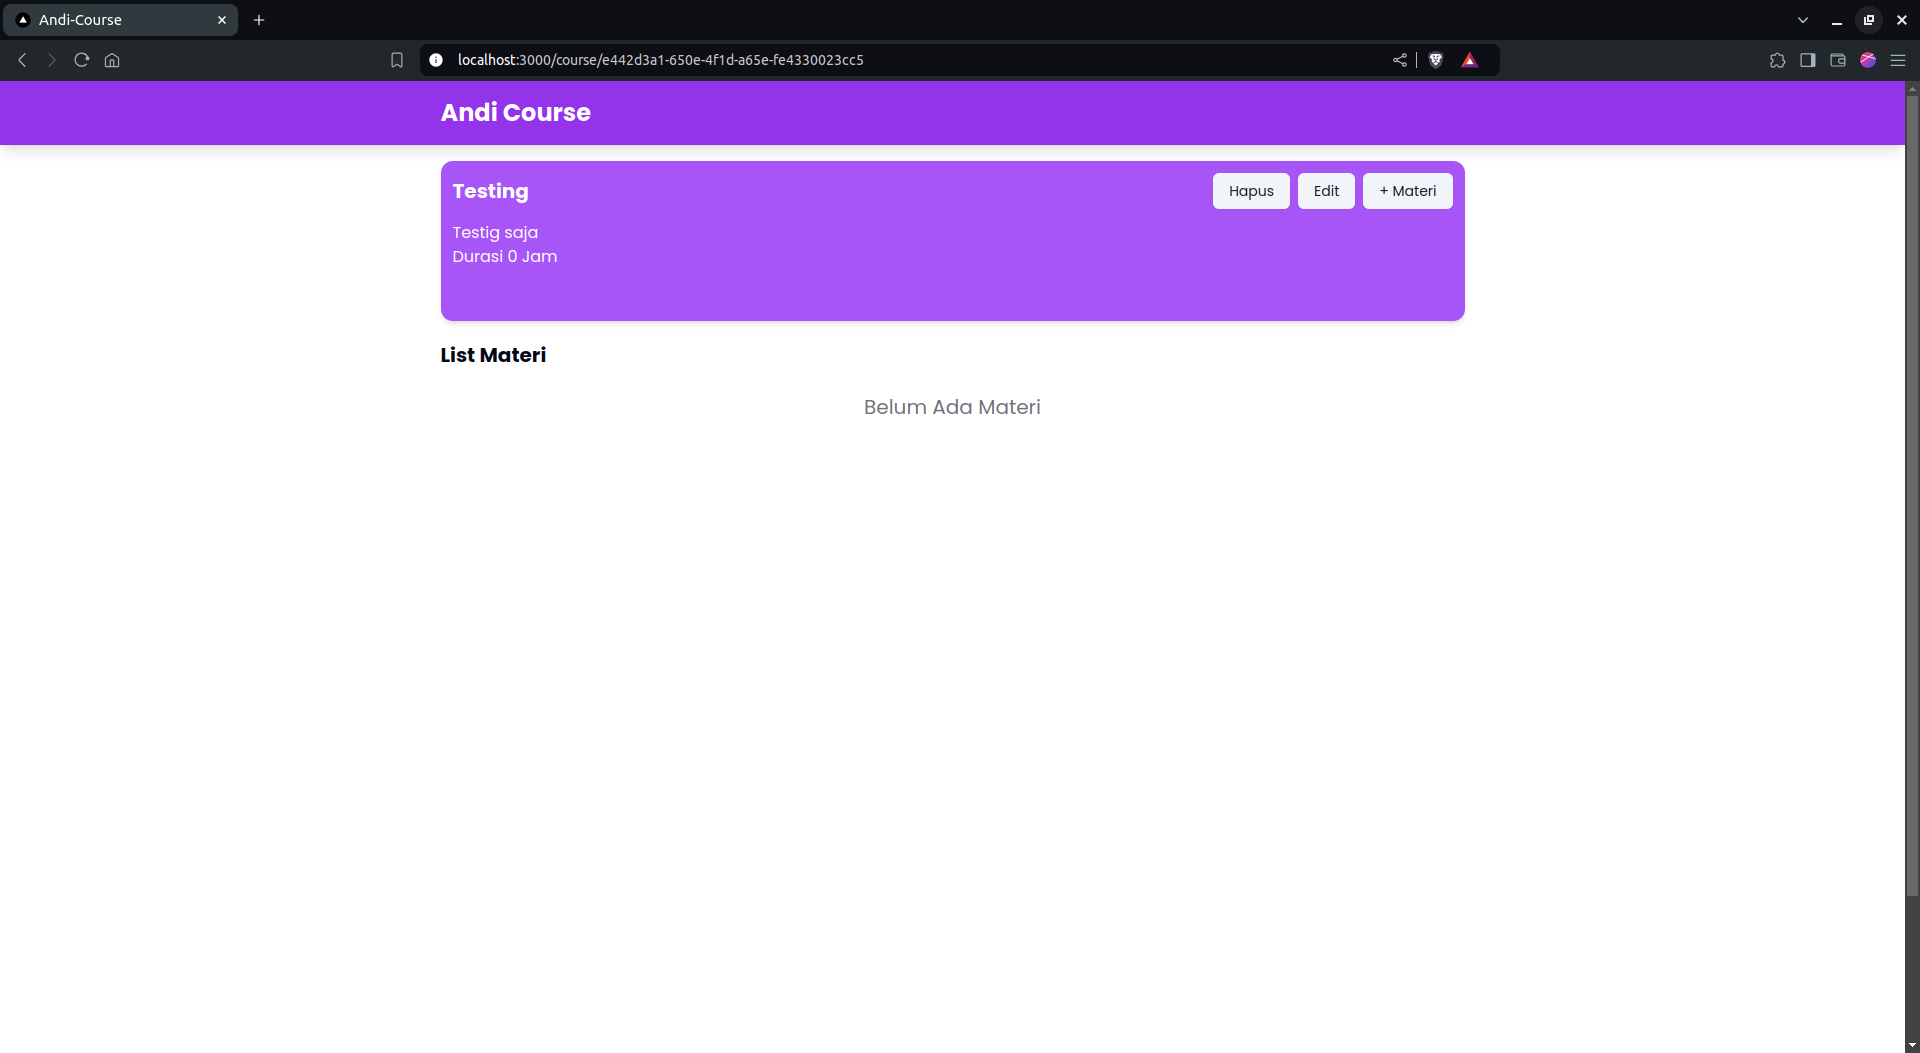 Andi-Course
localhost:3000/course/e442d3a1-650e-4f1d-a65e-fe4330023cc5
Andi Course
Testing
Hapus
Edit
+ Materi
Testig saja
Durasi 0 Jam
List Materi
Belum Ada Materi